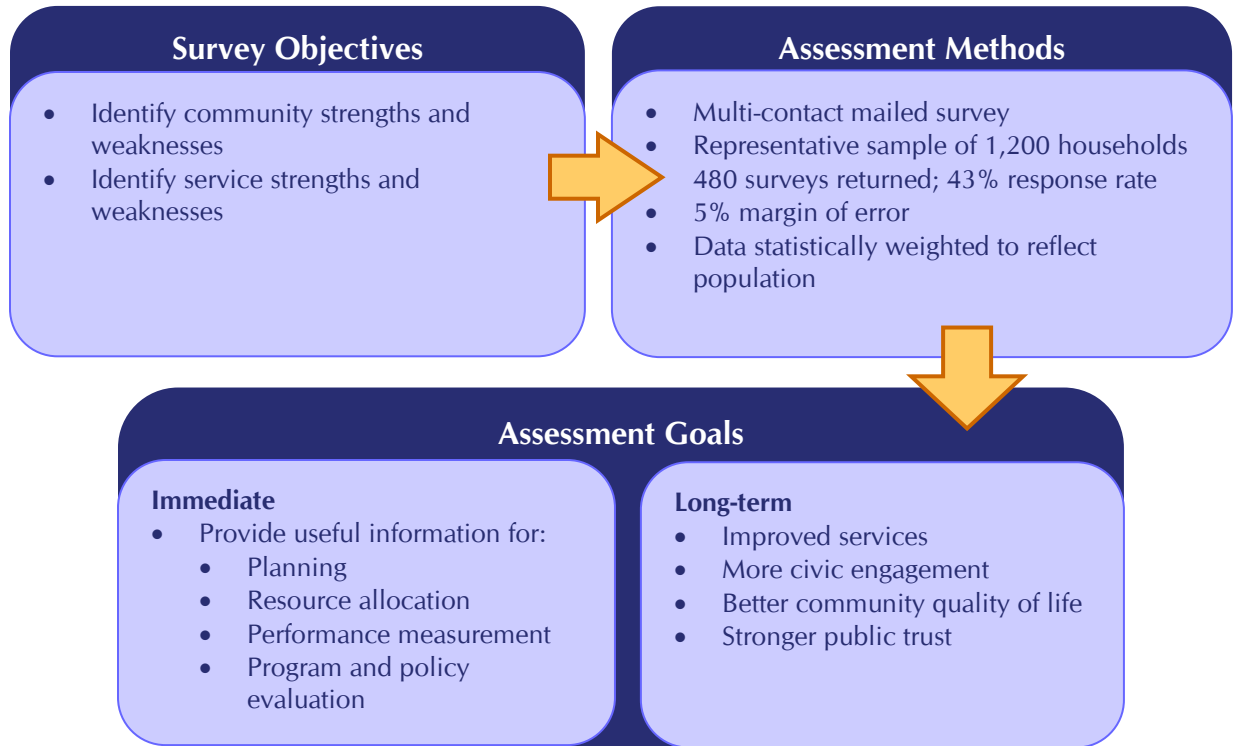 Survey Objectives
• Identify community strengths and
weaknesses
• Identify service strengths and
weaknesses
Assessment Methods
• Multi-contact mailed survey
• Representative sample of 1,200 households
480 surveys returned; 43% response rate
• 5% margin of error
• Data statistically weighted to reflect
population
Assessment Goals
Immediate
• Provide useful information for:
• Planning
• Resource allocation
• Performance measurement
• Program and policy
evaluation
Long-term
• Improved services
• More civic engagement
• Better community quality of life
• Stronger public trust